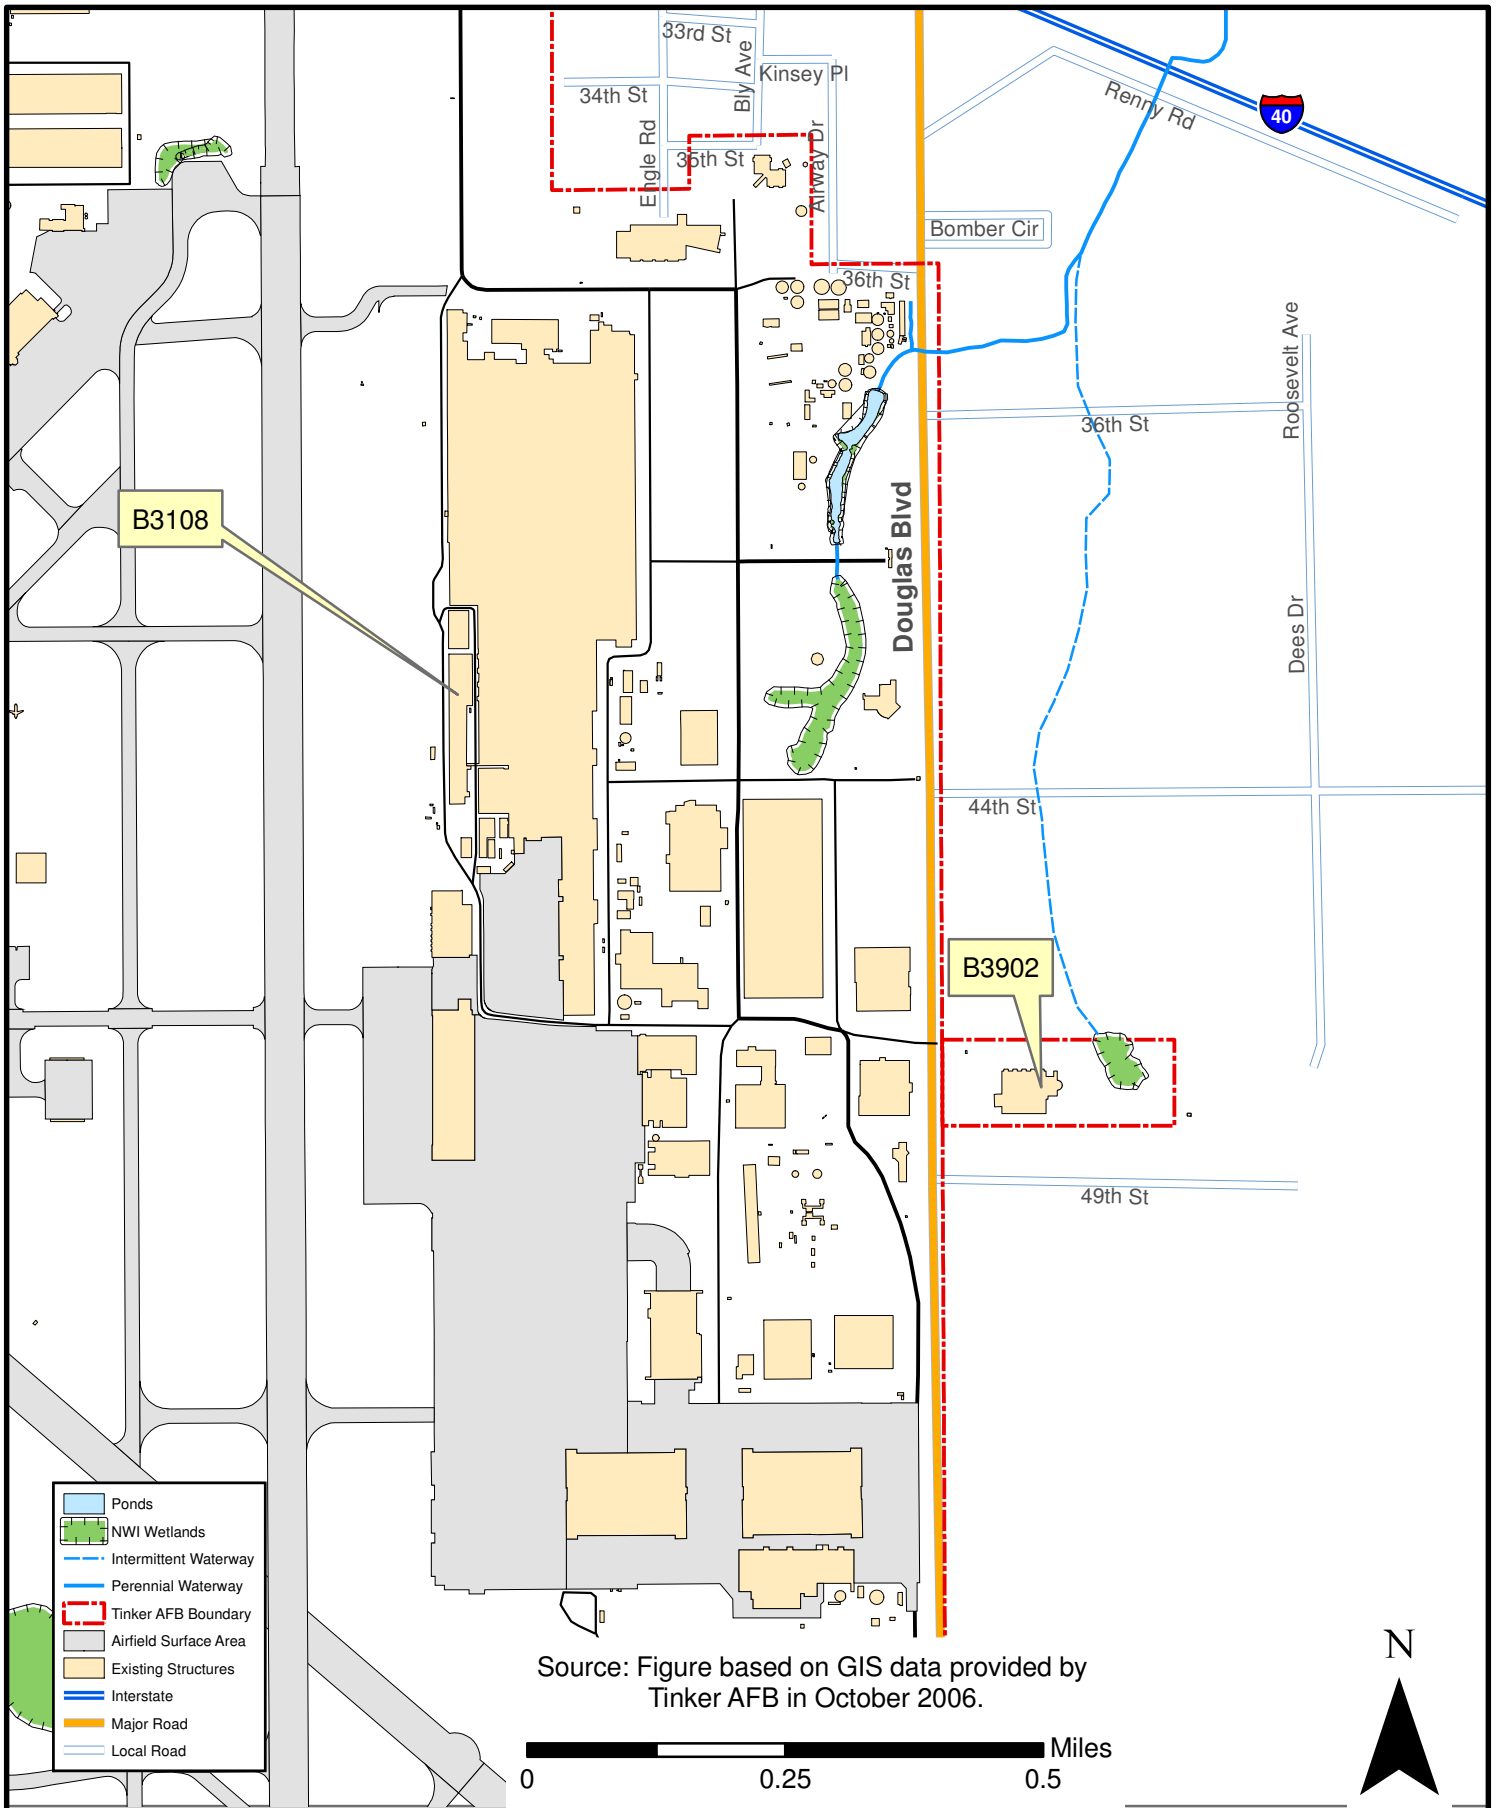 33rd St
Bly Ave
Kinsey Pl
34th St
Renny Rd
40
Engle Rd
35th St
Airway Dr
Bomber Cir
36th St
Roosevelt Ave
36th St
B3108
Douglas Blvd
Dees Dr
44th St
B3902
49th St
Ponds
NWI Wetlands
Intermittent Waterway
Perennial Waterway
Tinker AFB Boundary
Airfield Surface Area
Existing Structures
Interstate
Major Road
Local Road
Source: Figure based on GIS data provided by
Tinker AFB in October 2006.
N
Miles
0 0.25 0.5